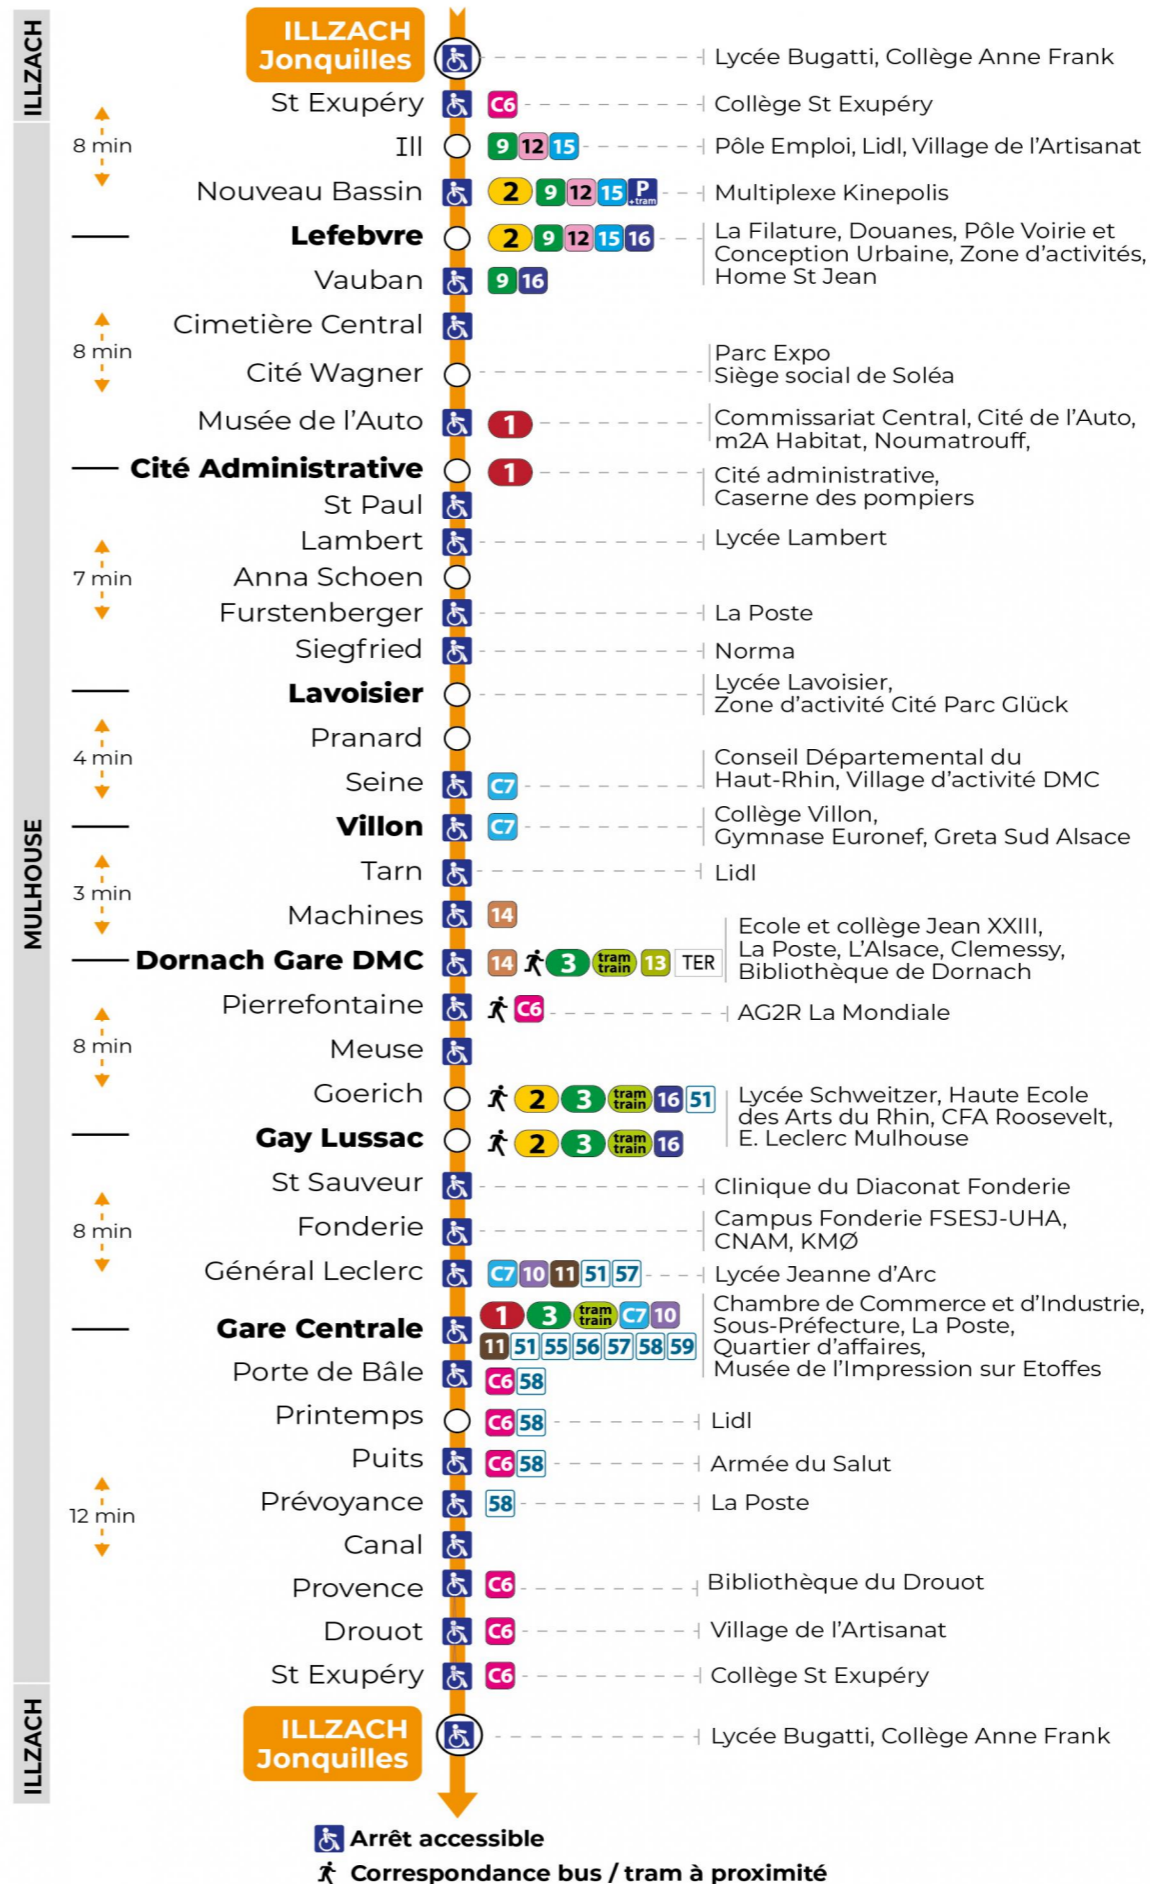 ILLZACH
ILLZACH
Jonquilles
Lycée Bugatti, Collège Anne Frank
St Exupéry C6 Collège St Exupéry
MULHOUSE
8 min
Ill 9 12 15 Pôle Emploi, Lidl, Village de l’Artisanat
Nouveau Bassin 2 9 12 15 P+tram Multiplexe Kinepolis
Lefebvre 2 9 12 15 16 La Filature, Douanes, Pôle Voirie et
Conception Urbaine, Zone d’activités,
Home St Jean
Vauban 9 16
Cimetière Central
8 min
Cité Wagner Parc Expo
Siège social de Soléa
Musée de l’Auto 1 Commissariat Central, Cité de l’Auto,
m2A Habitat, Noumatrouff,
Cité Administrative 1 Cité administrative,
Caserne des pompiers
St Paul
Lambert Lycée Lambert
7 min
Anna Schoen
Furstenberger La Poste
Siegfried Norma
Lavoisier Lycée Lavoisier,
Zone d’activité Cité Parc Glück
Pranard
4 min
Seine C7 Conseil Départemental du
Haut-Rhin, Village d’activité DMC
Villon C7 Collège Villon,
Gymnase Euronef, Greta Sud Alsace
Tarn Lidl
3 min
Machines 14
Dornach Gare DMC 14 3 tram train 13 TER Ecole et collège Jean XXIII,
La Poste, L’Alsace, Clemessy,
Bibliothèque de Dornach
Pierrefontaine C6 AG2R La Mondiale
8 min
Meuse
Goerich 2 3 tram train 16 51 Lycée Schweitzer, Haute Ecole
des Arts du Rhin, CFA Roosevelt,
E. Leclerc Mulhouse
Gay Lussac 2 3 tram train 16
St Sauveur Clinique du Diaconat Fonderie
8 min
Fonderie Campus Fonderie FSESJ-UHA,
CNAM, KMØ
Général Leclerc C7 10 11 51 57 Lycée Jeanne d’Arc
Gare Centrale 1 3 tram train C7 10
11 51 55 56 57 58 59
Chambre de Commerce et d’Industrie,
Sous-Préfecture, La Poste,
Quartier d’affaires,
Musée de l’Impression sur Etoffes
Porte de Bâle C6 58
Printemps C6 58 Lidl
Puits C6 58 Armée du Salut
Prévoyance 58 La Poste
12 min
Canal
Provence C6 Bibliothèque du Drouot
Drouot C6 Village de l’Artisanat
St Exupéry C6 Collège St Exupéry
ILLZACH
ILLZACH
Jonquilles
Lycée Bugatti, Collège Anne Frank
Arrêt accessible
Correspondance bus / tram à proximité